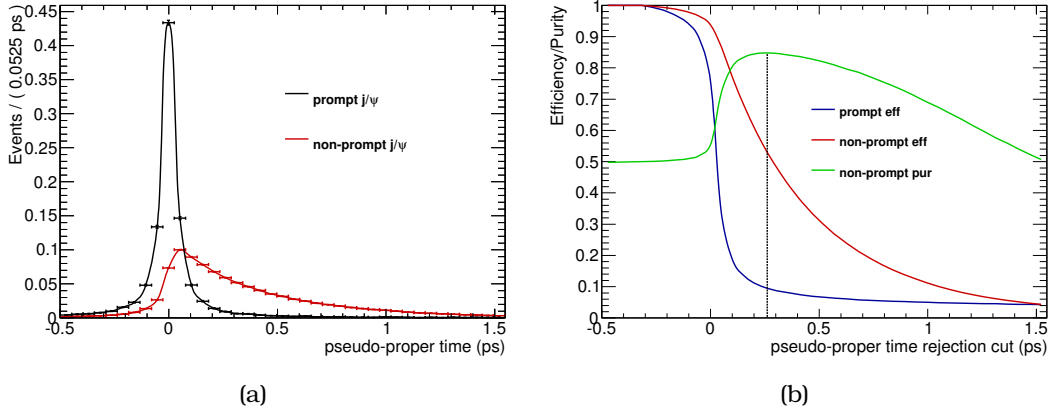 Events / ( 0.0525 ps )
0.45
0.4
0.35
0.3
0.25
0.2
0.15
0.1
0.05
0
prompt j/ψ
non-prompt j/ψ
-0.5 0 0.5 1 1.5
pseudo-proper time (ps)
(a)
Efficiency/Purity
1
0.9
0.8
0.7
0.6
0.5
0.4
0.3
0.2
0.1
0
prompt eff
non-prompt eff
non-prompt pur
-0.5 0 0.5 1 1.5
pseudo-proper time rejection cut (ps)
(b)